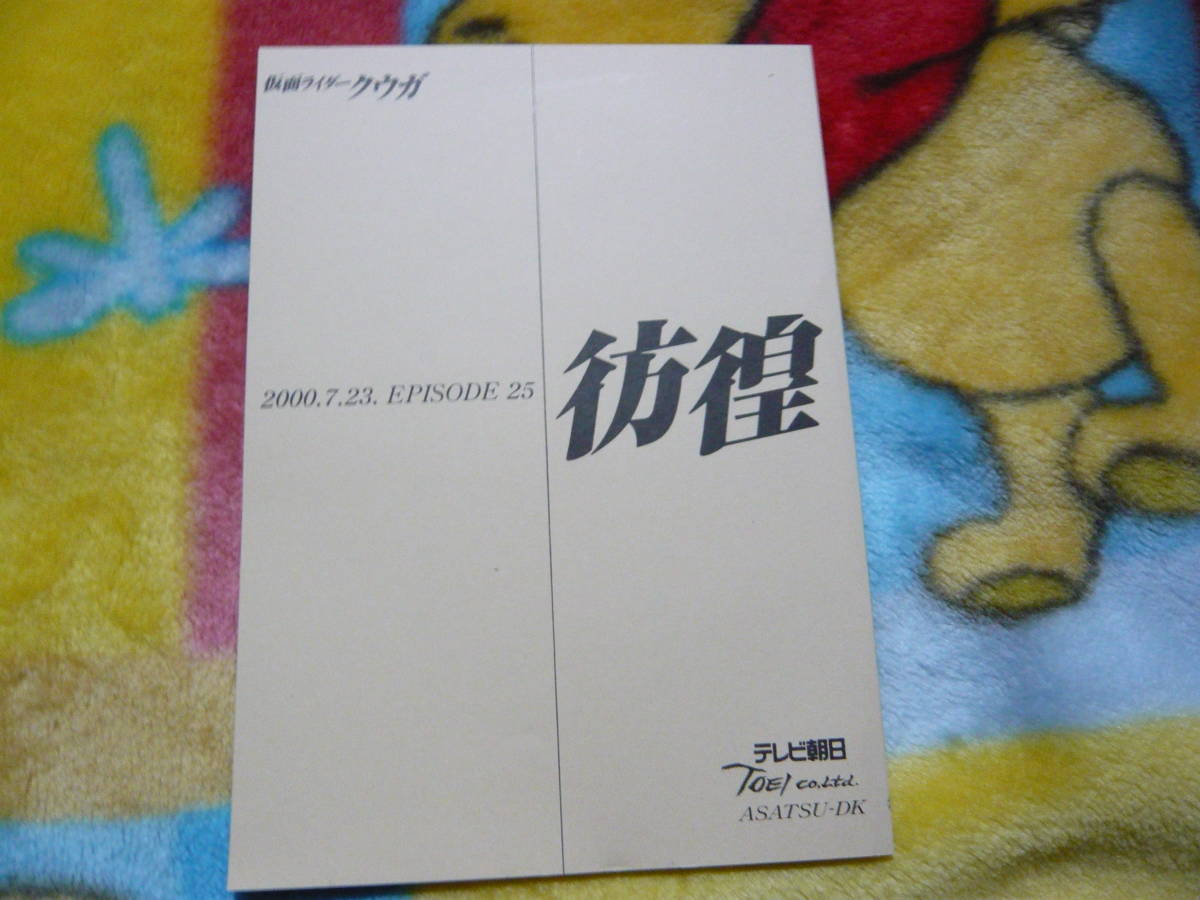 仮面ライダークウガ
2000.7.23. EPISODE 25
彷徨
テレビ朝日
TOEI CO.,Ltd.
ASATSU-DK